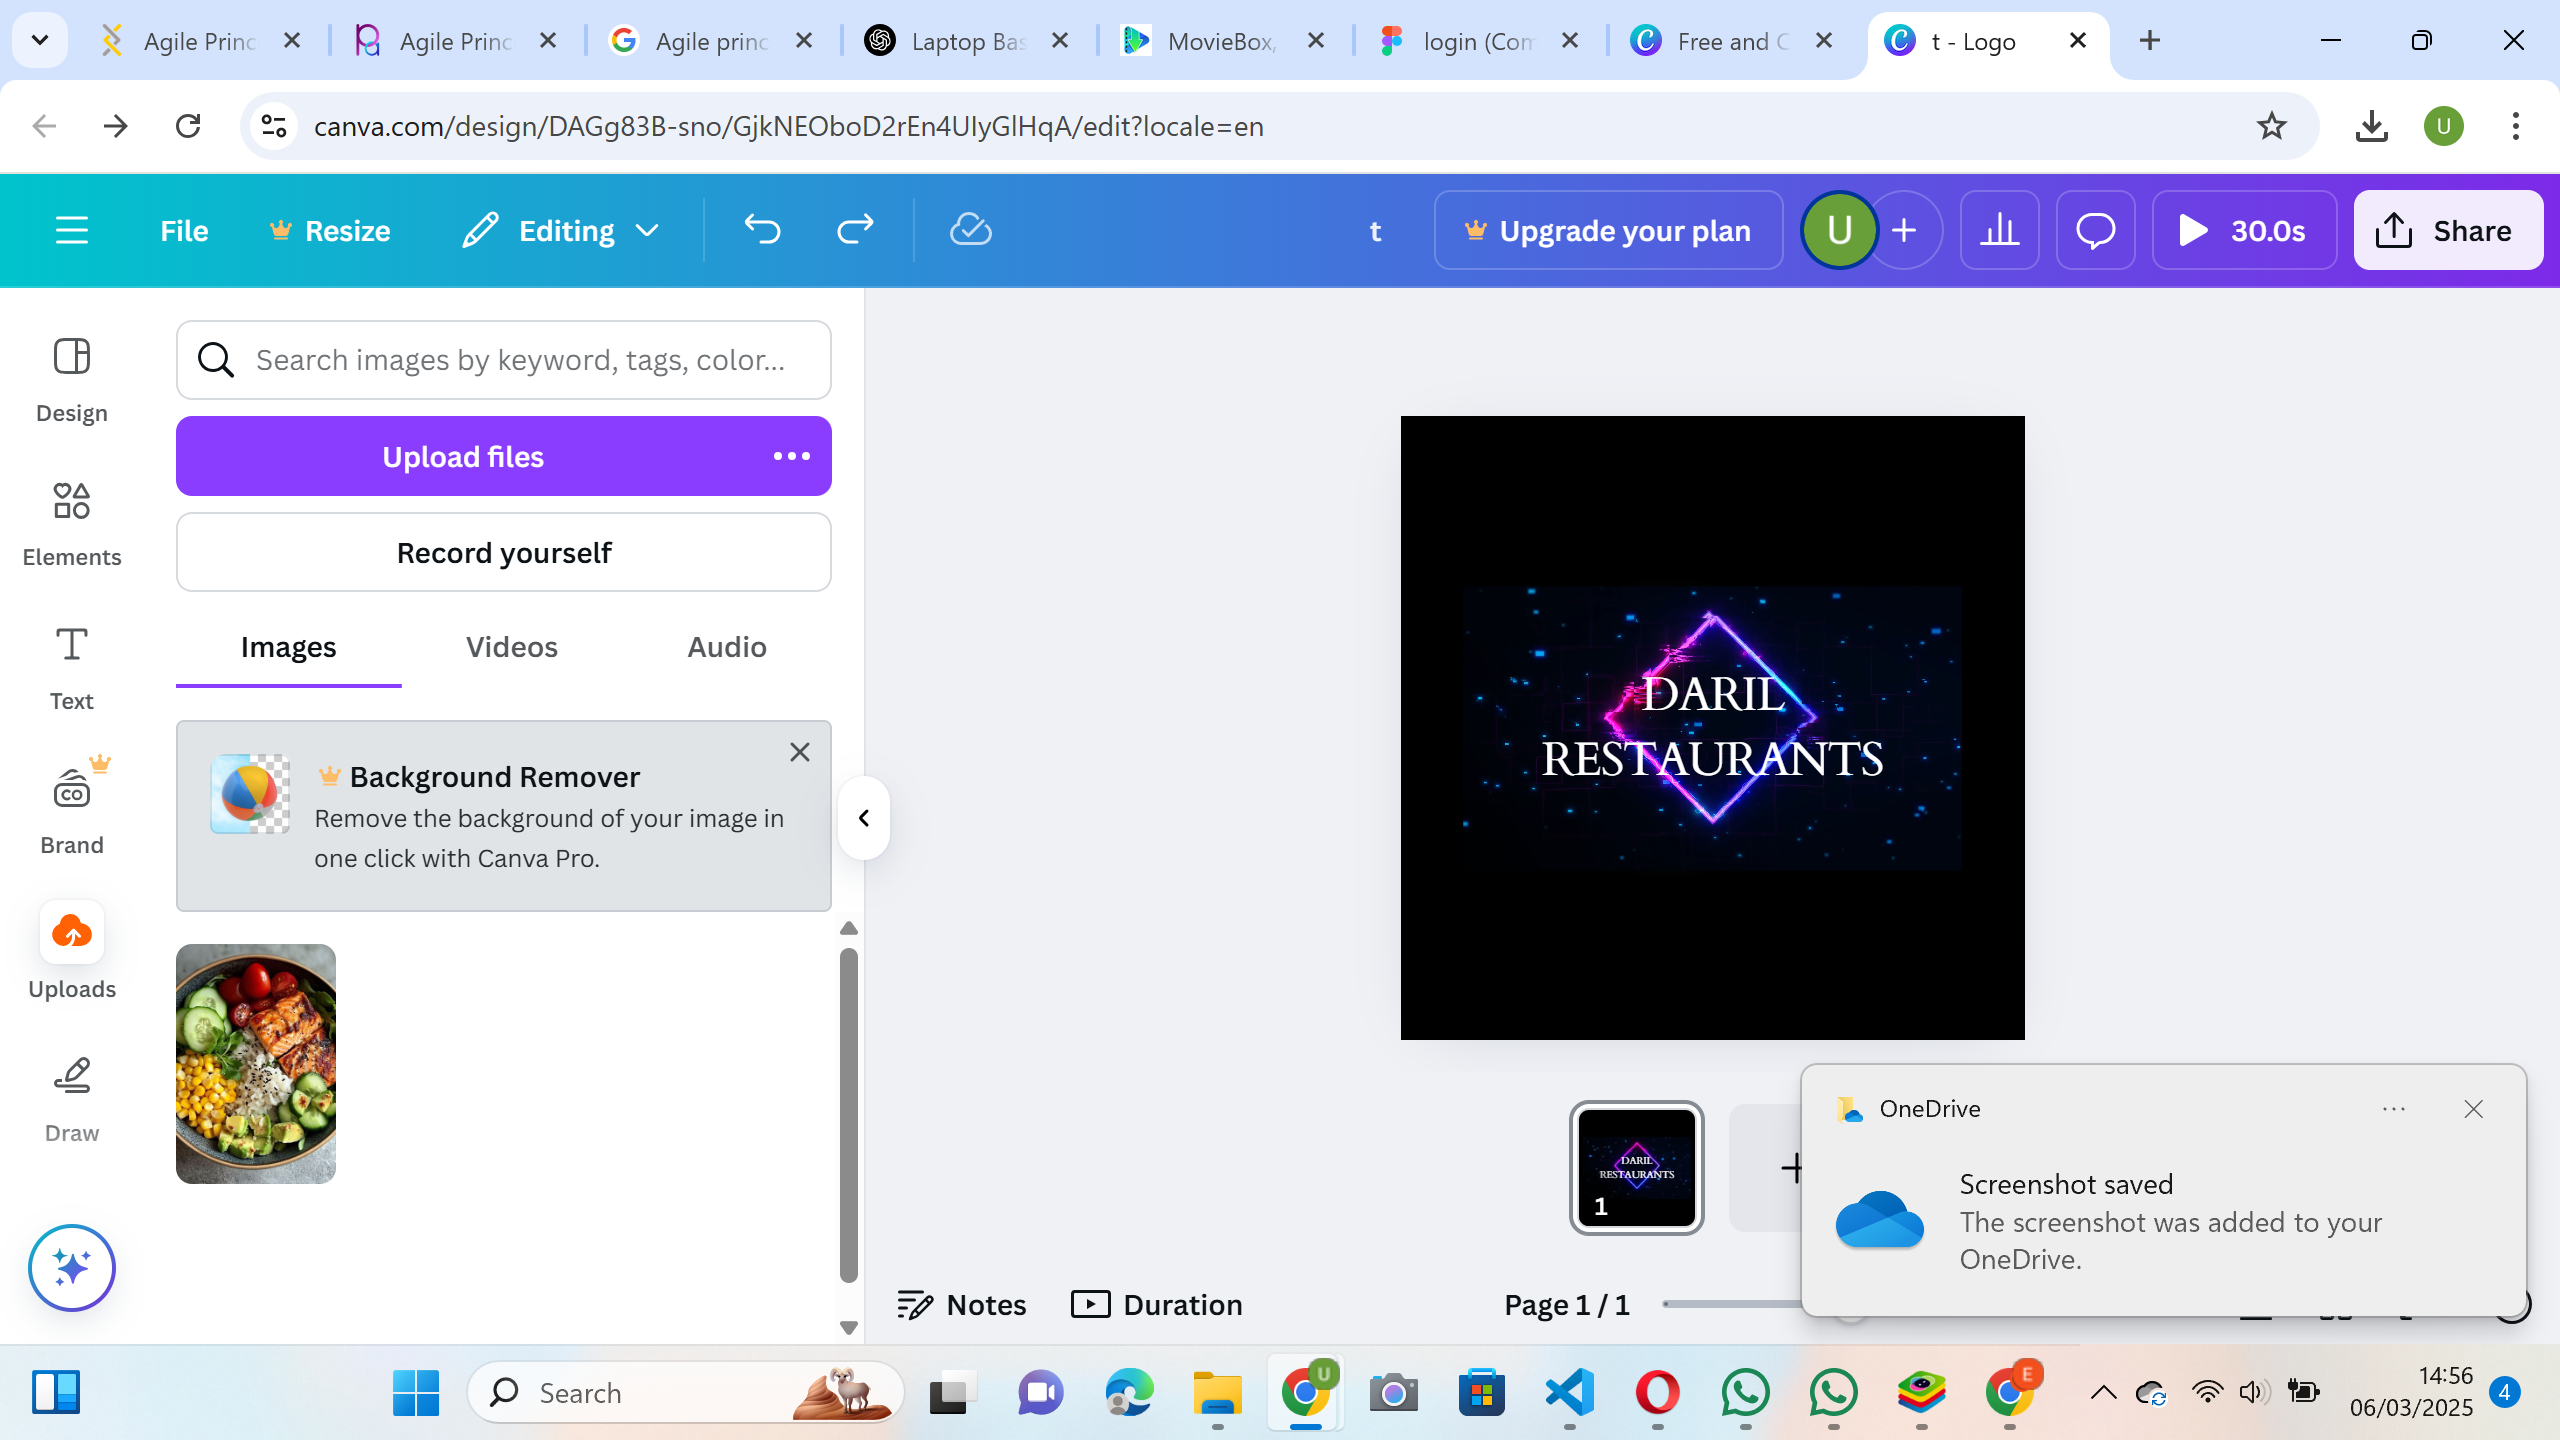 Agile Princ
Agile Princ
Agile princ
Laptop Bas
MovieBox,
login (Com
Free and C
t - Logo
canva.com/design/DAGg83B-sno/GjkNEOboD2rEn4UIyGlHqA/edit?locale=en
U
File
Resize
Editing
t
Upgrade your plan
U
30.0s
Share
Design
Elements
Text
Brand
Uploads
Draw
Search images by keyword, tags, color...
Upload files
Record yourself
Images
Videos
Audio
Background Remover
Remove the background of your image in
one click with Canva Pro.
DARIL
RESTAURANTS
DARIL
RESTAURANTS
1
OneDrive
Screenshot saved
The screenshot was added to your
OneDrive.
Notes
Duration
Page 1 / 1
Search
U
E
14:56
06/03/2025
4